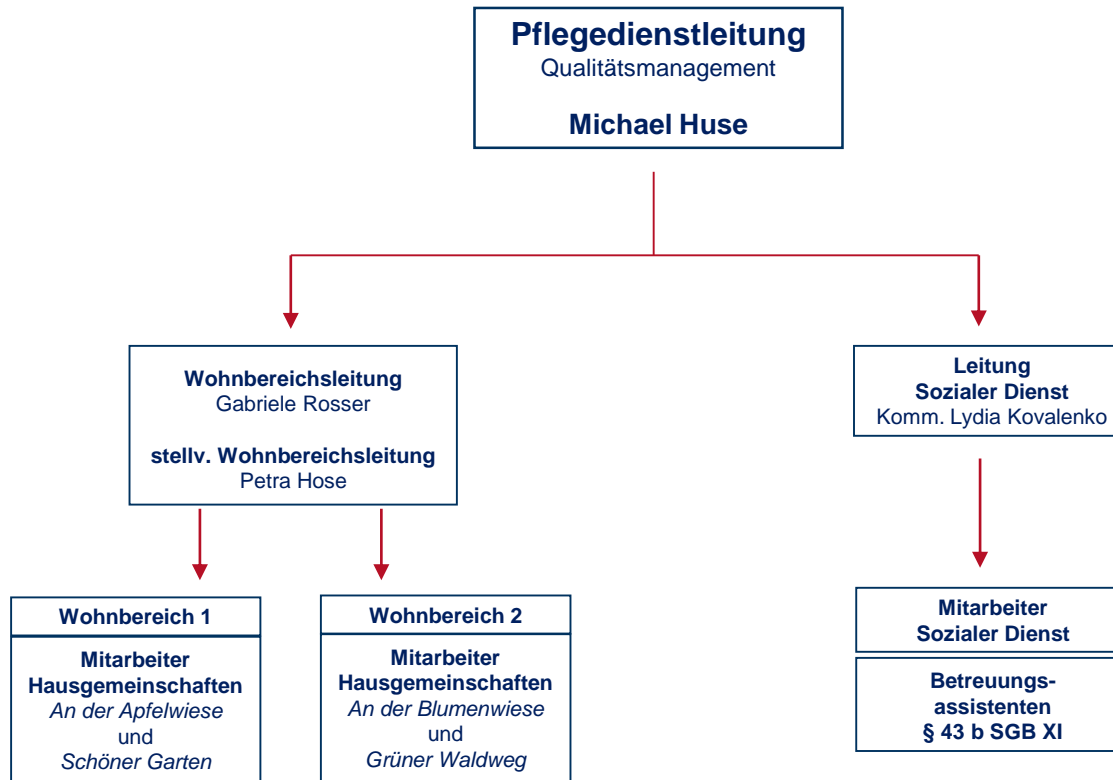 Pflegedienstleitung
Qualitätsmanagement
Michael Huse
Wohnbereichsleitung
Gabriele Rosser
stellv. Wohnbereichsleitung
Petra Hose
Leitung
Sozialer Dienst
Komm. Lydia Kovalenko
Wohnbereich 1
Mitarbeiter
Hausgemeinschaften
An der Apfelwiese
und
Schöner Garten
Wohnbereich 2
Mitarbeiter
Hausgemeinschaften
An der Blumenwiese
und
Grüner Waldweg
Mitarbeiter
Sozialer Dienst
Betreuungs-
assistenten
§ 43 b SGB XI